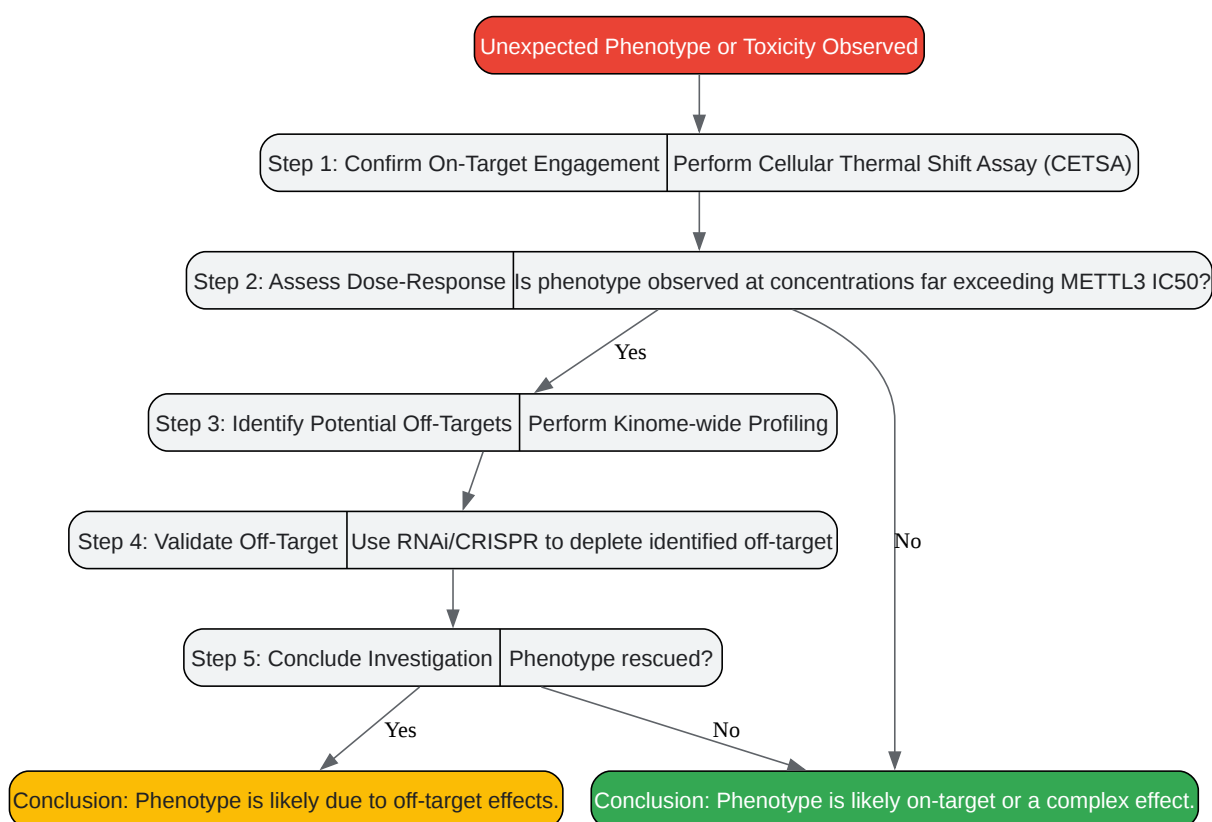 Unexpected Phenotype or Toxicity Observed
Step 1: Confirm On-Target Engagement
Perform Cellular Thermal Shift Assay (CETSA)
Step 2: Assess Dose-Response
Is phenotype observed at concentrations far exceeding METTL3 IC50?
Yes
Step 3: Identify Potential Off-Targets
Perform Kinome-wide Profiling
Step 4: Validate Off-Target
Use RNAi/CRISPR to deplete identified off-target
No
Step 5: Conclude Investigation
Phenotype rescued?
Yes
No
Conclusion: Phenotype is likely due to off-target effects.
Conclusion: Phenotype is likely on-target or a complex effect.